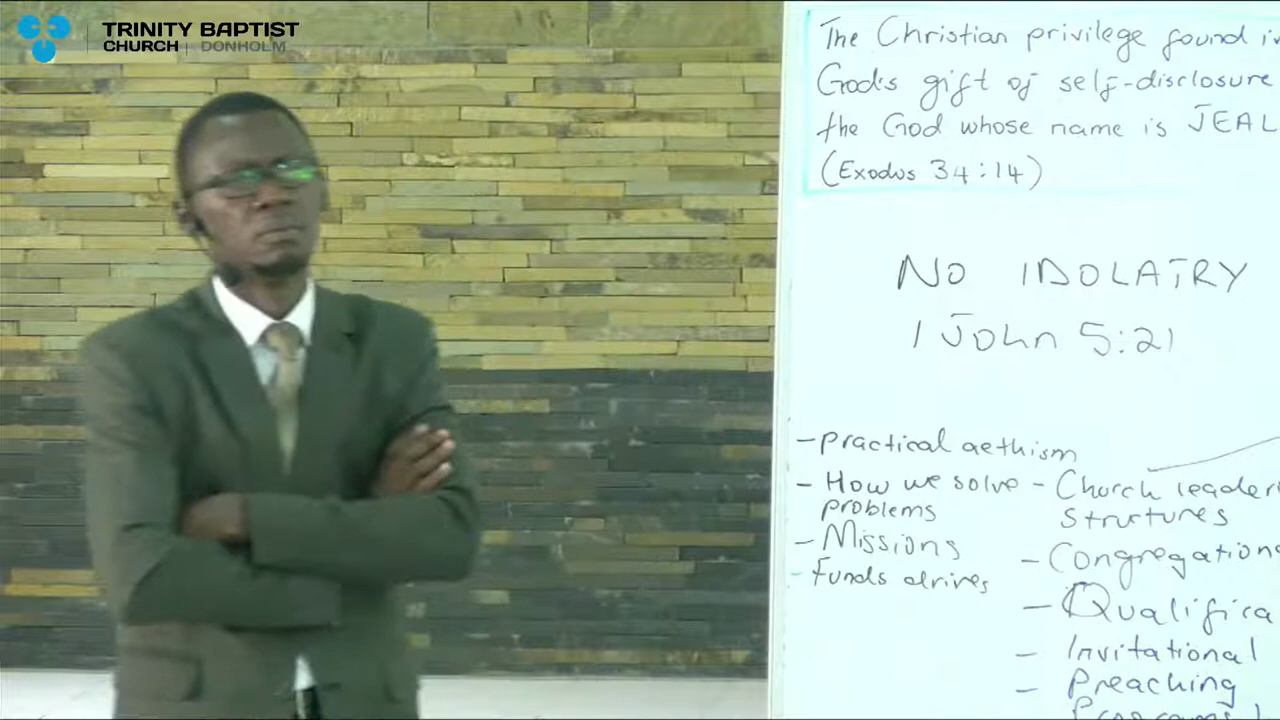 TRINITY BAPTIST
CHURCH | DONHOLM
The Christian privilege found in
God's gift of self-disclosure
the God whose name is JEAL
(Exodus 34:14)
NO IDOLATRY
1 John 5:21
- practical aethism
- How we solve
problems
- Missions
- Funds drives
- Church leader
structures
- Congregationa
- Qualifica
- Invitational
- Preaching